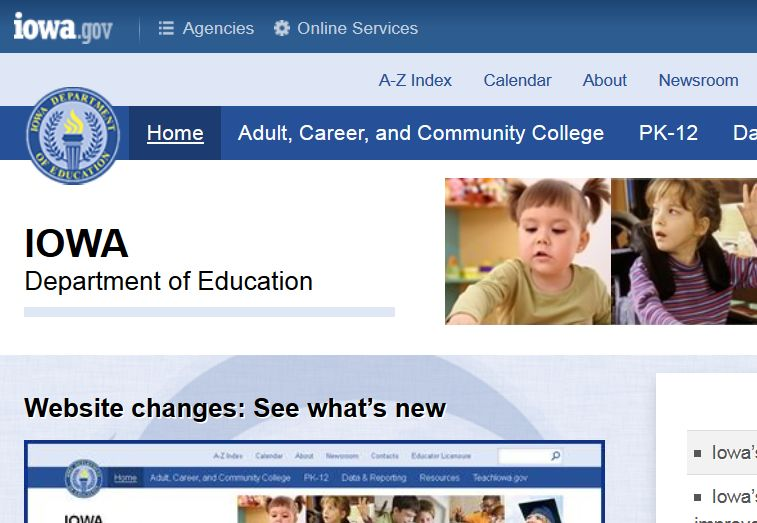 iowa.gov Agencies Online Services
A-Z Index Calendar About Newsroom
IOWA DEPARTMENT OF EDUCATION
Home Adult, Career, and Community College PK-12 Da
IOWA
Department of Education
Website changes: See what's new
A-Z Index Calendar About Newsroom Contacts Educator Licensure
Home Adult, Career, and Community College PK-12 Data & Reporting Resources TeachIowa.gov
IOWA
Iowa's
Iowa's